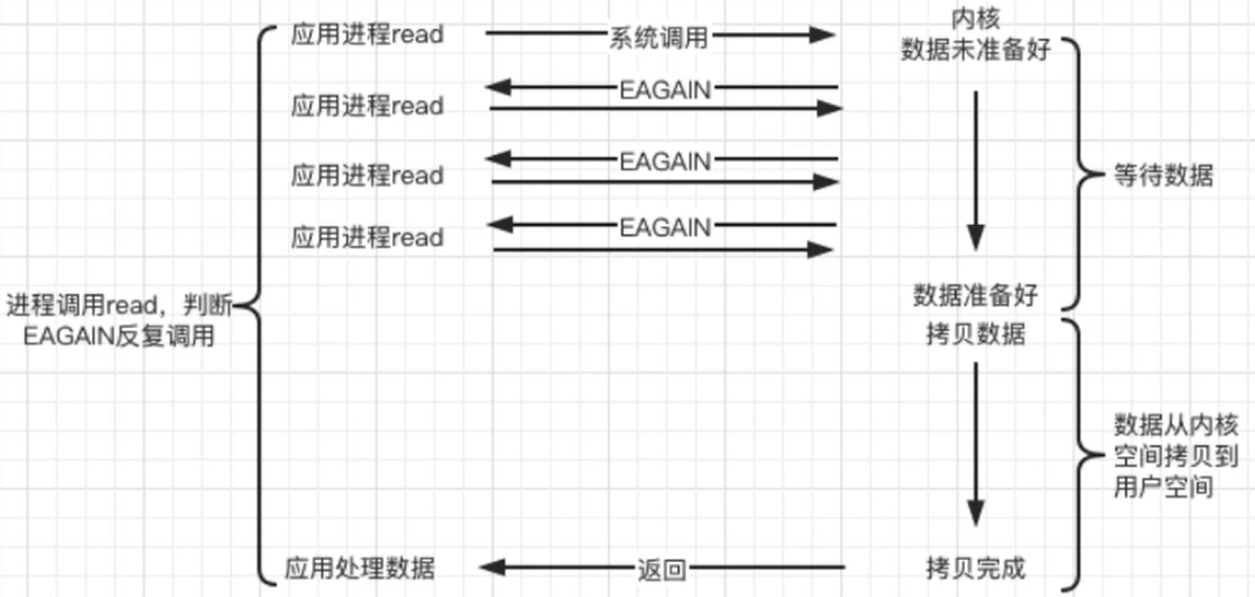 应用进程read
系统调用
内核
数据未准备好
EAGAIN
应用进程read
EAGAIN
应用进程read
等待数据
EAGAIN
应用进程read
进程调用read，判断
EAGAIN反复调用
数据准备好
拷贝数据
数据从内核
空间拷贝到
用户空间
应用处理数据
返回
拷贝完成